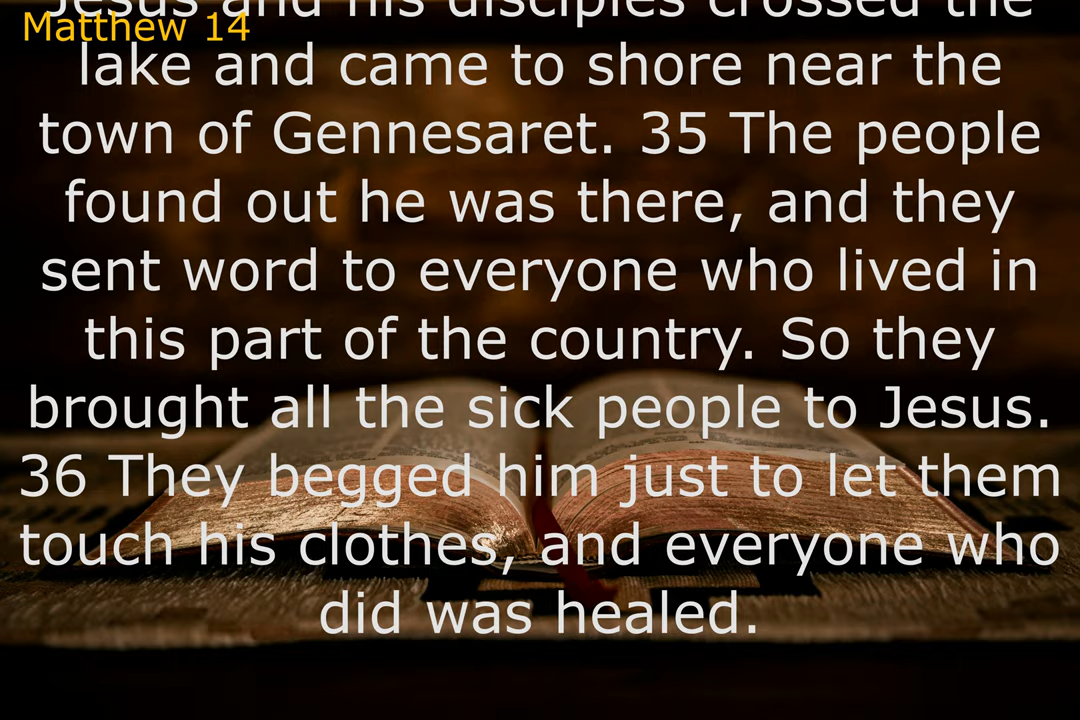 Jesus and his disciples crossed the
Matthew 14
lake and came to shore near the
town of Gennesaret. 35 The people
found out he was there, and they
sent word to everyone who lived in
this part of the country. So they
brought all the sick people to Jesus.
36 They begged him just to let them
touch his clothes, and everyone who
did was healed.